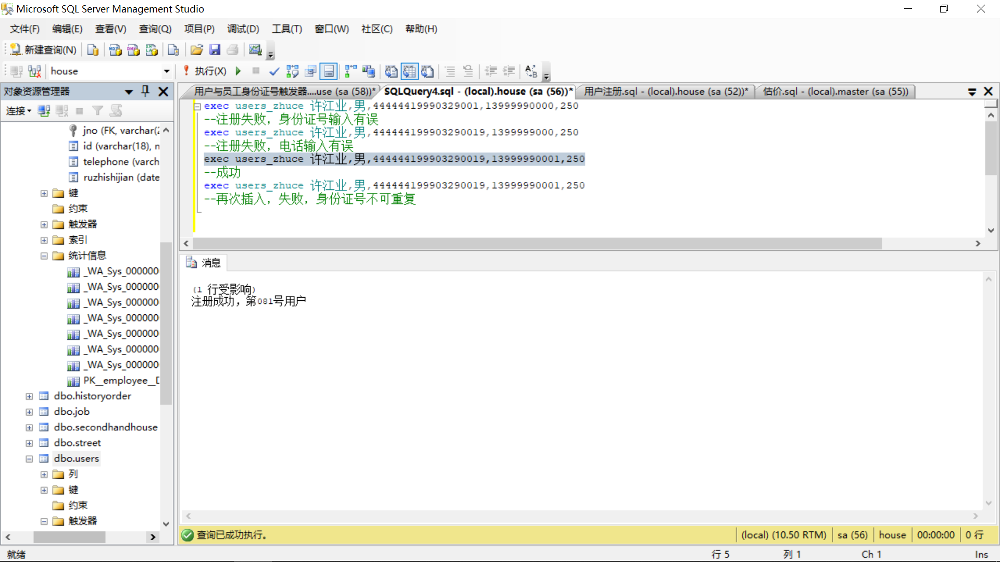 Microsoft SQL Server Management Studio
文件(F) 编辑(E) 查看(V) 查询(Q) 项目(P) 调试(D) 工具(T) 窗口(W) 社区(C) 帮助(H)
新建查询(N)
house 执行(X)
对象资源管理器
连接
jno (FK, varchar(2
id (varchar(18), n
telephone (varch
ruzhishijian (date
键
约束
触发器
索引
统计信息
_WA_Sys_000000
_WA_Sys_000000
_WA_Sys_000000
_WA_Sys_000000
_WA_Sys_000000
_WA_Sys_000000
_WA_Sys_000000
PK__employee__D
dbo.historyorder
dbo.job
dbo.secondhandhouse
dbo.street
dbo.users
列
键
约束
触发器
用户与员工身份证号触发器....use (sa (58))* SQLQuery4.sql - (local).house (sa (56))* 用户注册.sql - (local).house (sa (52))* 估价.sql - (local).master (sa (55))
exec users_zhuce 许江业,男,44444419990329001,13999990000,250
--注册失败，身份证号输入有误
exec users_zhuce 许江业,男,444444199903290019,1399999000,250
--注册失败，电话输入有误
exec users_zhuce 许江业,男,444444199903290019,13999990001,250
--成功
exec users_zhuce 许江业,男,444444199903290019,13999990001,250
--再次插入，失败，身份证号不可重复
消息
(1 行受影响)
注册成功，第081号用户
查询已成功执行。 (local) (10.50 RTM) sa (56) house 00:00:00 0 行
就绪 行 5 列 1 Ch 1 Ins